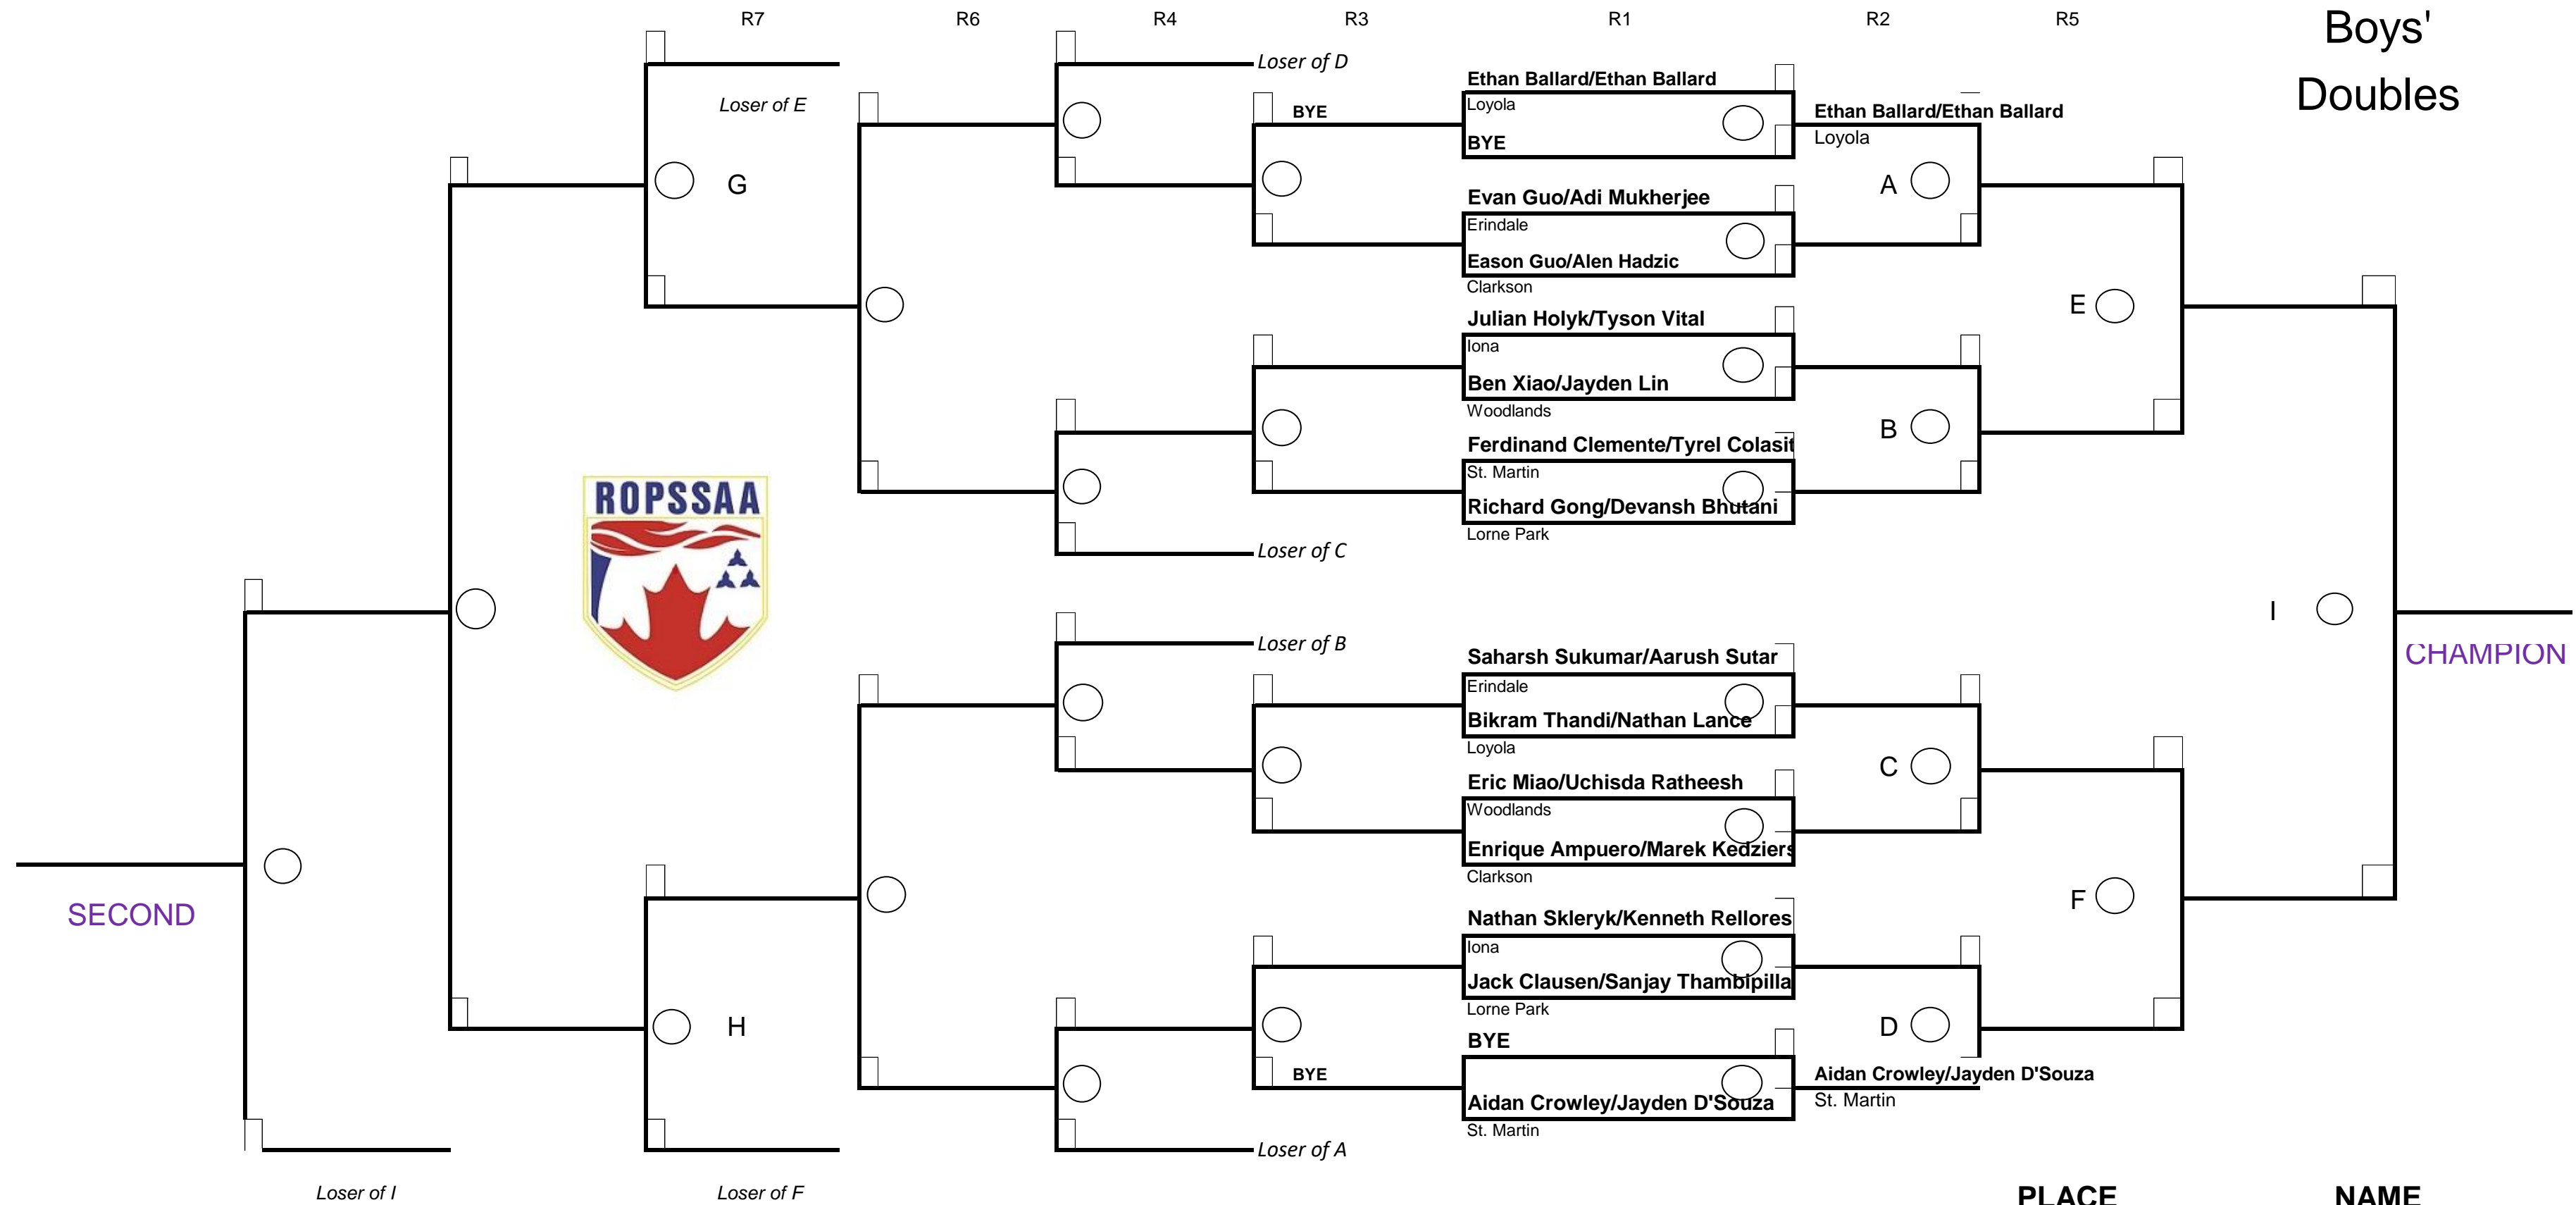 R7 R6 R4 R3 R1 R2 R5
Boys'
Doubles
Loser of D
Ethan Ballard/Ethan Ballard
Loser of E
BYE
Loyola
Ethan Ballard/Ethan Ballard
BYE
Loyola
G
Evan Guo/Adi Mukherjee
A
Erindale
Eason Guo/Alen Hadzic
Clarkson
E
Julian Holyk/Tyson Vital
Iona
Ben Xiao/Jayden Lin
Woodlands
B
Ferdinand Clemente/Tyrel Colasit
St. Martin
ROPSSAA
Richard Gong/Devansh Bhutani
Lorne Park
Loser of C
I
Loser of B
Saharsh Sukumar/Aarush Sutar
CHAMPION
Erindale
Bikram Thandi/Nathan Lance
Loyola
C
Eric Miao/Uchisda Ratheesh
Woodlands
Enrique Ampuero/Marek Kedziers
Clarkson
SECOND
Nathan Skleryk/Kenneth Rellores
F
Iona
Jack Clausen/Sanjay Thambipilla
Lorne Park
H
D
BYE
BYE
Aidan Crowley/Jayden D'Souza
Aidan Crowley/Jayden D'Souza
St. Martin
St. Martin
Loser of A
Loser of I
Loser of F
PLACE NAME